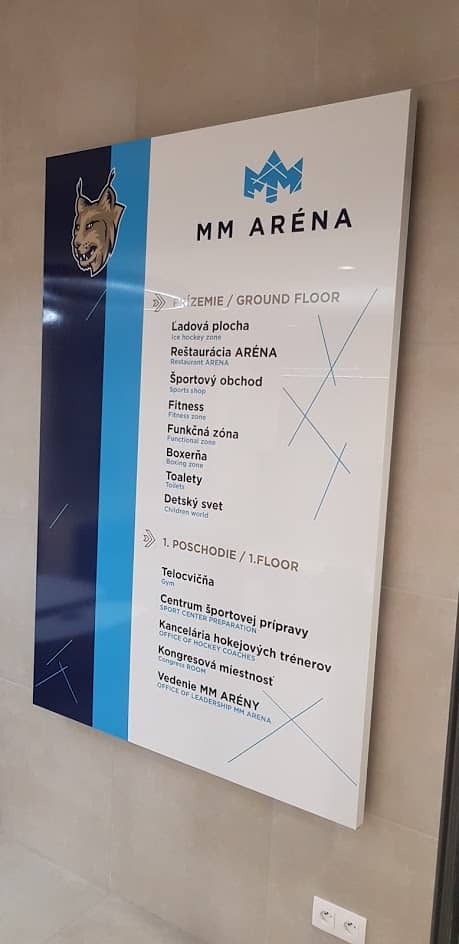 MM ARÉNA
PRÍZEMIE / GROUND FLOOR
Ľadová plocha
Ice hockey zone
Reštaurácia ARÉNA
Restaurant ARENA
Športový obchod
Sports shop
Fitness
Fitness zone
Funkčná zóna
Functional zone
Boxerňa
Boxing zone
Toalety
Toilets
Detský svet
Children world
1. POSCHODIE / 1.FLOOR
Telocvičňa
Gym
Centrum športovej prípravy
SPORT CENTER PREPARATION
Kancelária hokejových trénerov
OFFICE OF HOCKEY COACHES
Kongresová miestnosť
Congress ROOM
Vedenie MM ARÉNY
OFFICE OF LEADERSHIP MM ARENA